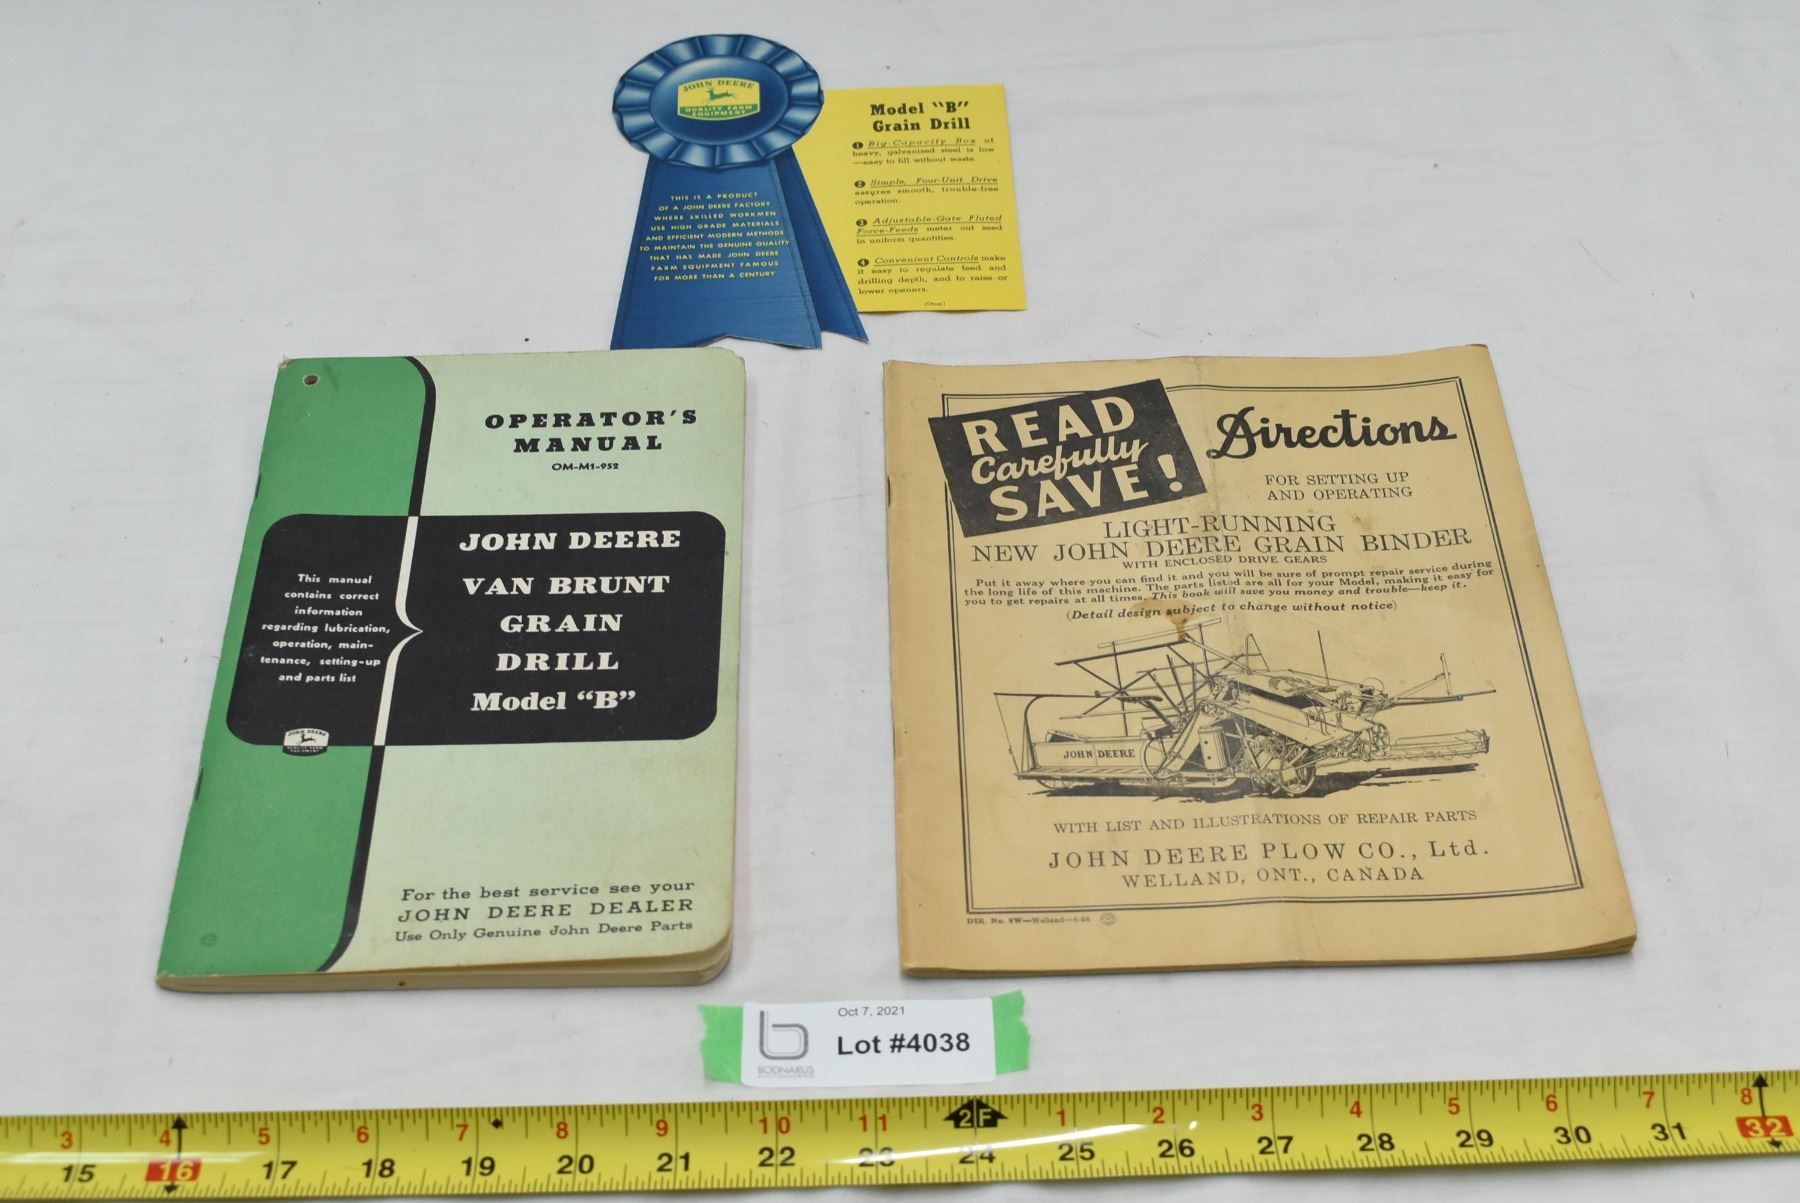 JOHN DEERE
QUALITY FARM
EQUIPMENT
THIS IS A PRODUCT
OF A JOHN DEERE FACTORY
WHERE SKILLED WORKMEN
USE HIGH GRADE MATERIALS
AND EFFICIENT MODERN METHODS
TO MAINTAIN THE GENUINE QUALITY
THAT HAS MADE JOHN DEERE
FARM EQUIPMENT FAMOUS
FOR MORE THAN A CENTURY
Model "B"
Grain Drill
1 Big-Capacity Box of
heavy, galvanized steel is low
—easy to fill without waste.
2 Simple, Four-Unit Drive
assures smooth, trouble-free
operation.
3 Adjustable-Gate Fluted
Force-Feeds meter out seed
in uniform quantities.
4 Convenient Controls make
it easy to regulate feed and
drilling depth, and to raise or
lower openers.
(Over)
OPERATOR'S
MANUAL
OM-M1-952
This manual
contains correct
information
regarding lubrication,
operation, main-
tenance, setting-up
and parts list
JOHN DEERE
VAN BRUNT
GRAIN
DRILL
Model "B"
JOHN DEERE
QUALITY FARM
EQUIPMENT
For the best service see your
JOHN DEERE DEALER
Use Only Genuine John Deere Parts
READ
Carefully
SAVE!
Directions
FOR SETTING UP
AND OPERATING
LIGHT-RUNNING
NEW JOHN DEERE GRAIN BINDER
WITH ENCLOSED DRIVE GEARS
Put it away where you can find it and you will be sure of prompt repair service during
the long life of this machine. The parts listed are all for your Model, making it easy for
you to get repairs at all times. This book will save you money and trouble—keep it.
(Detail design subject to change without notice)
JOHN DEERE
WITH LIST AND ILLUSTRATIONS OF REPAIR PARTS
JOHN DEERE PLOW CO., Ltd.
WELLAND, ONT., CANADA
DIR. No. 9W—Welland—4-46
Oct 7, 2021
Lot #4038
BODNARUS
3 4 5 6 7 8 9 10 11 2F 1 2 3 4 5 6 7 8
15 16 17 18 19 20 21 22 23 24 25 26 27 28 29 30 31 32